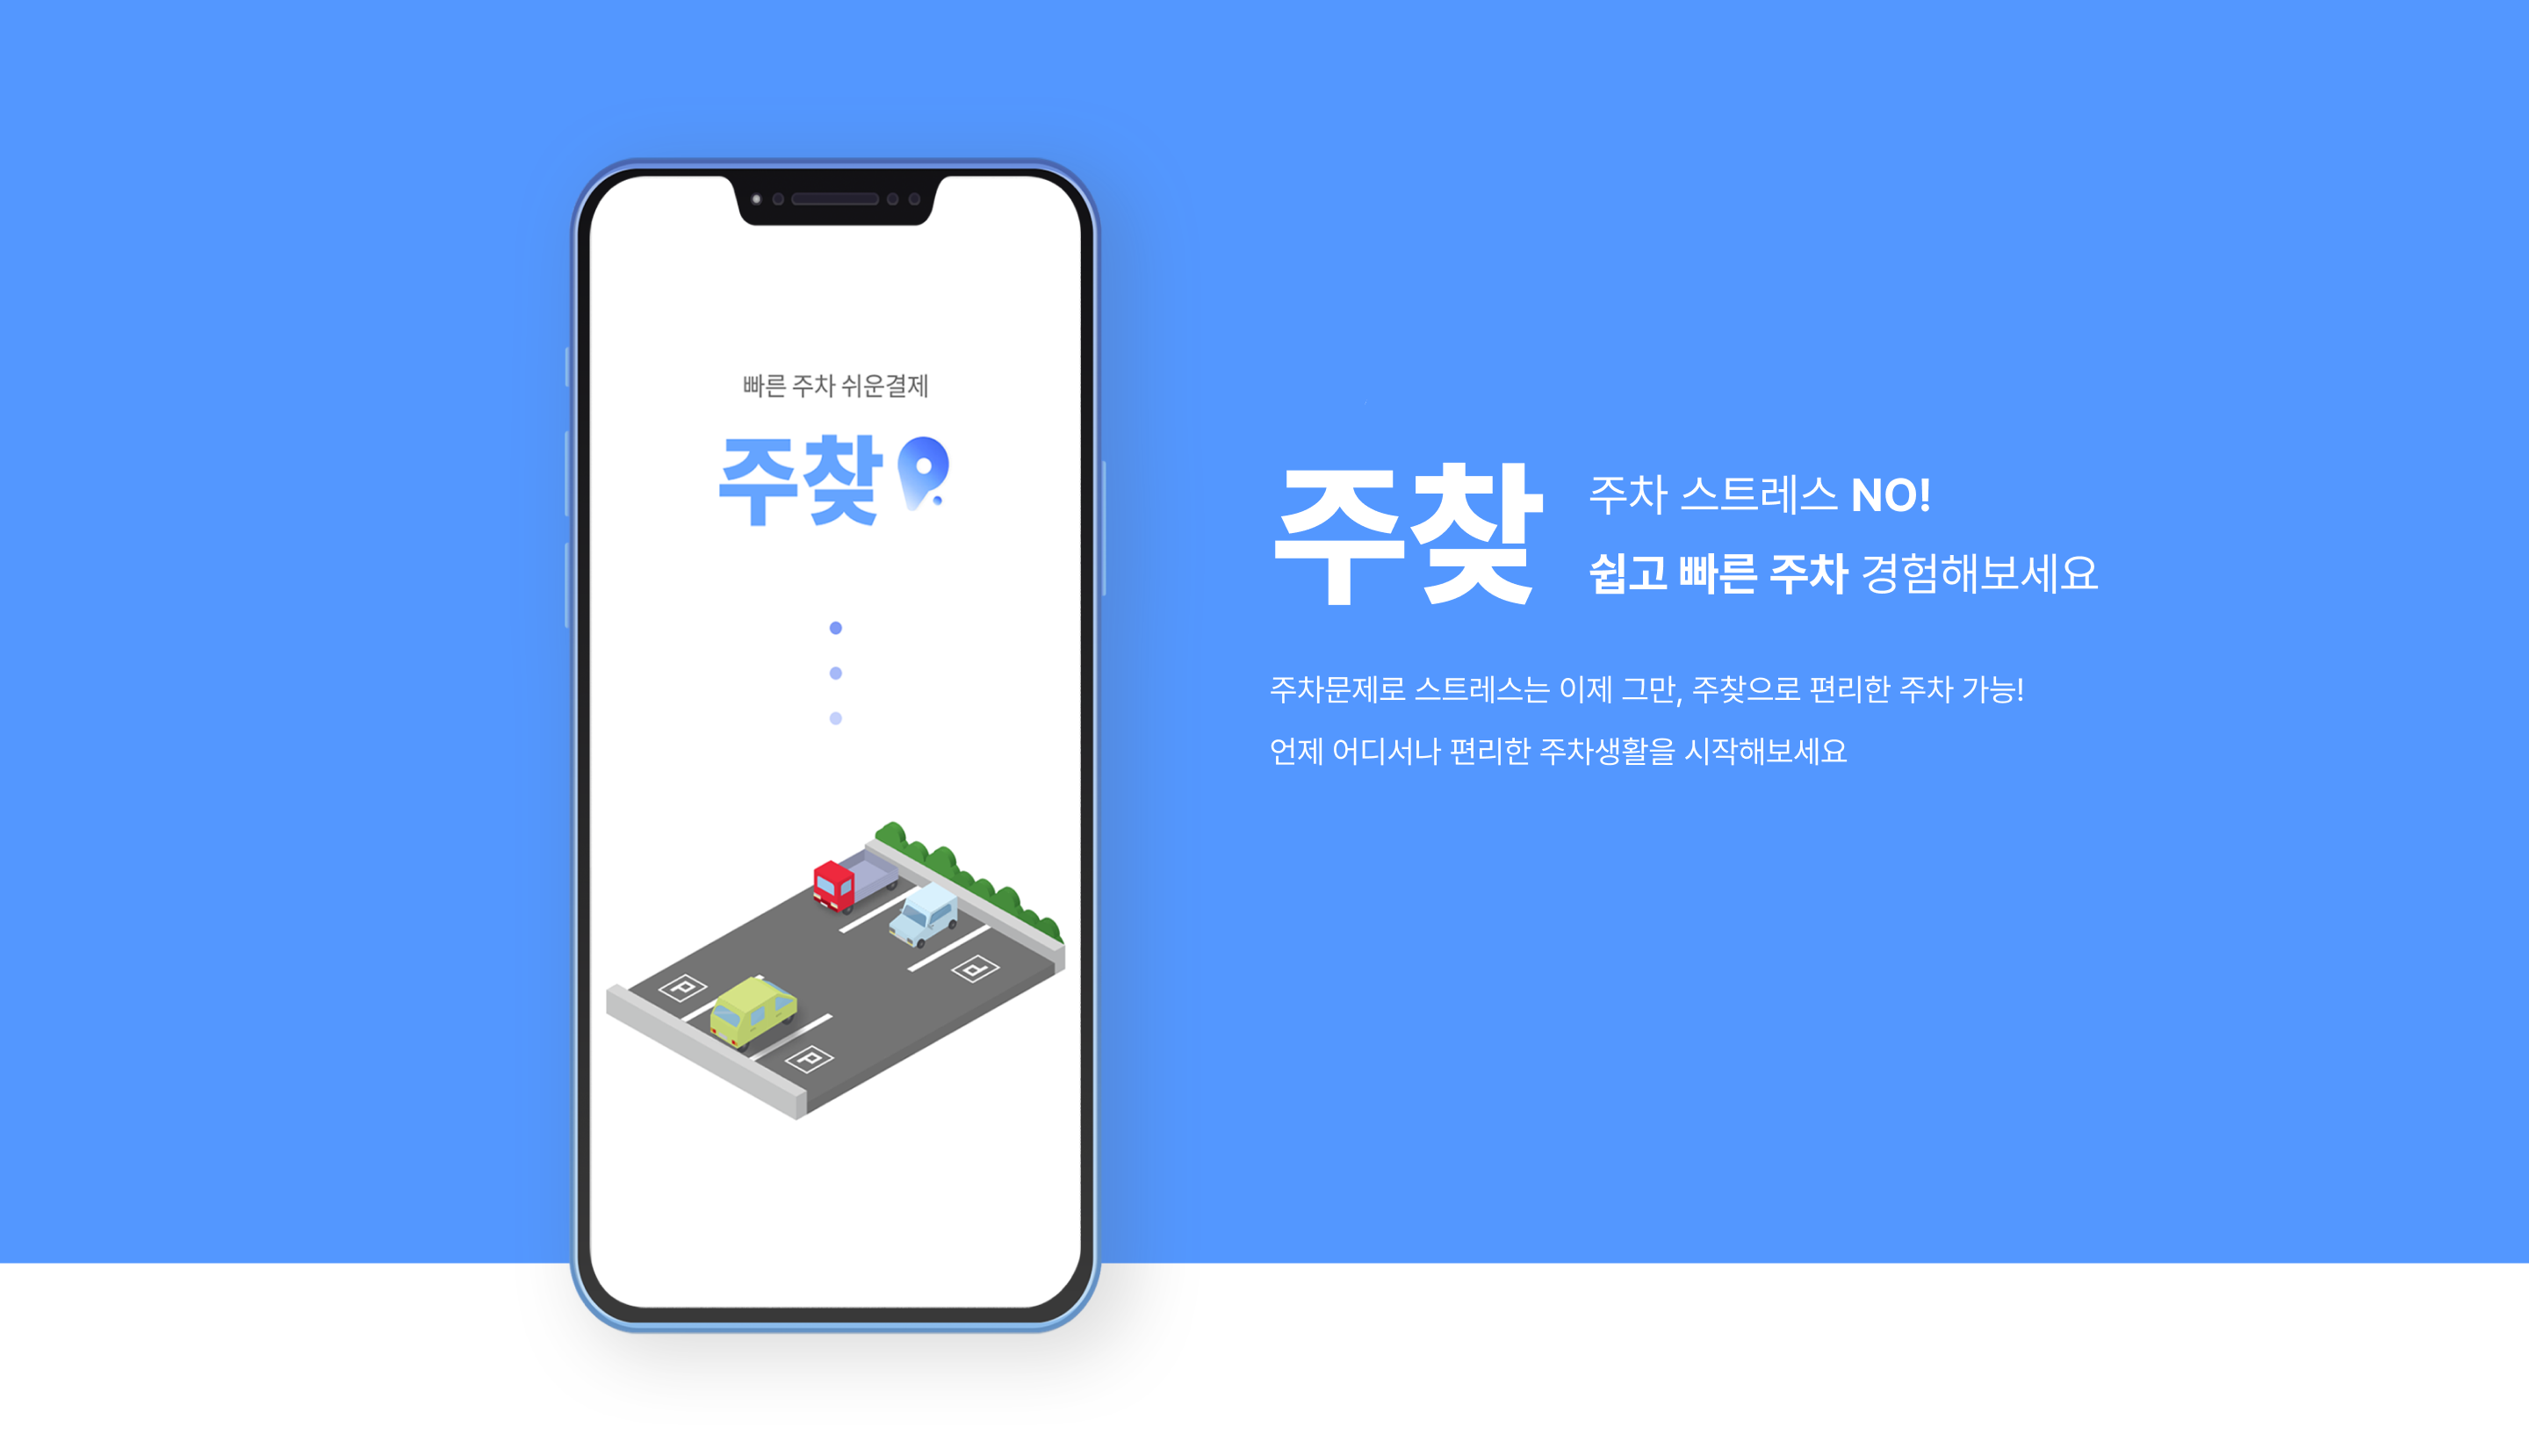 빠른 주차 쉬운결제
주찾
주찾
주차 스트레스 NO!
쉽고 빠른 주차 경험해보세요
주차문제로 스트레스는 이제 그만, 주찾으로 편리한 주차 가능!
언제 어디서나 편리한 주차생활을 시작해보세요
P
P
P